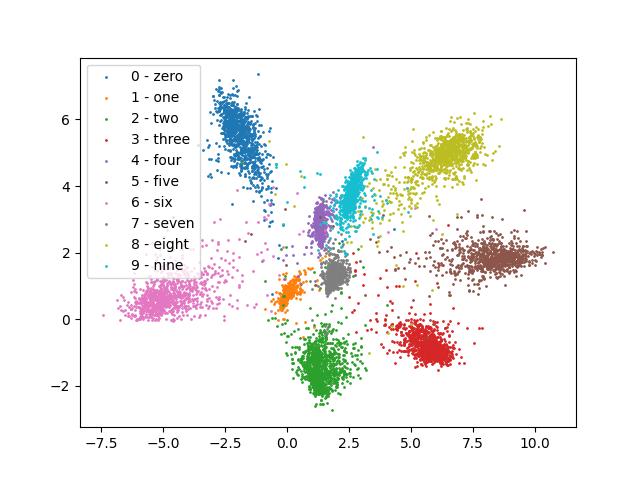 0 - zero
1 - one
2 - two
3 - three
4 - four
5 - five
6 - six
7 - seven
8 - eight
9 - nine
6
4
2
0
−2
−7.5 −5.0 −2.5 0.0 2.5 5.0 7.5 10.0